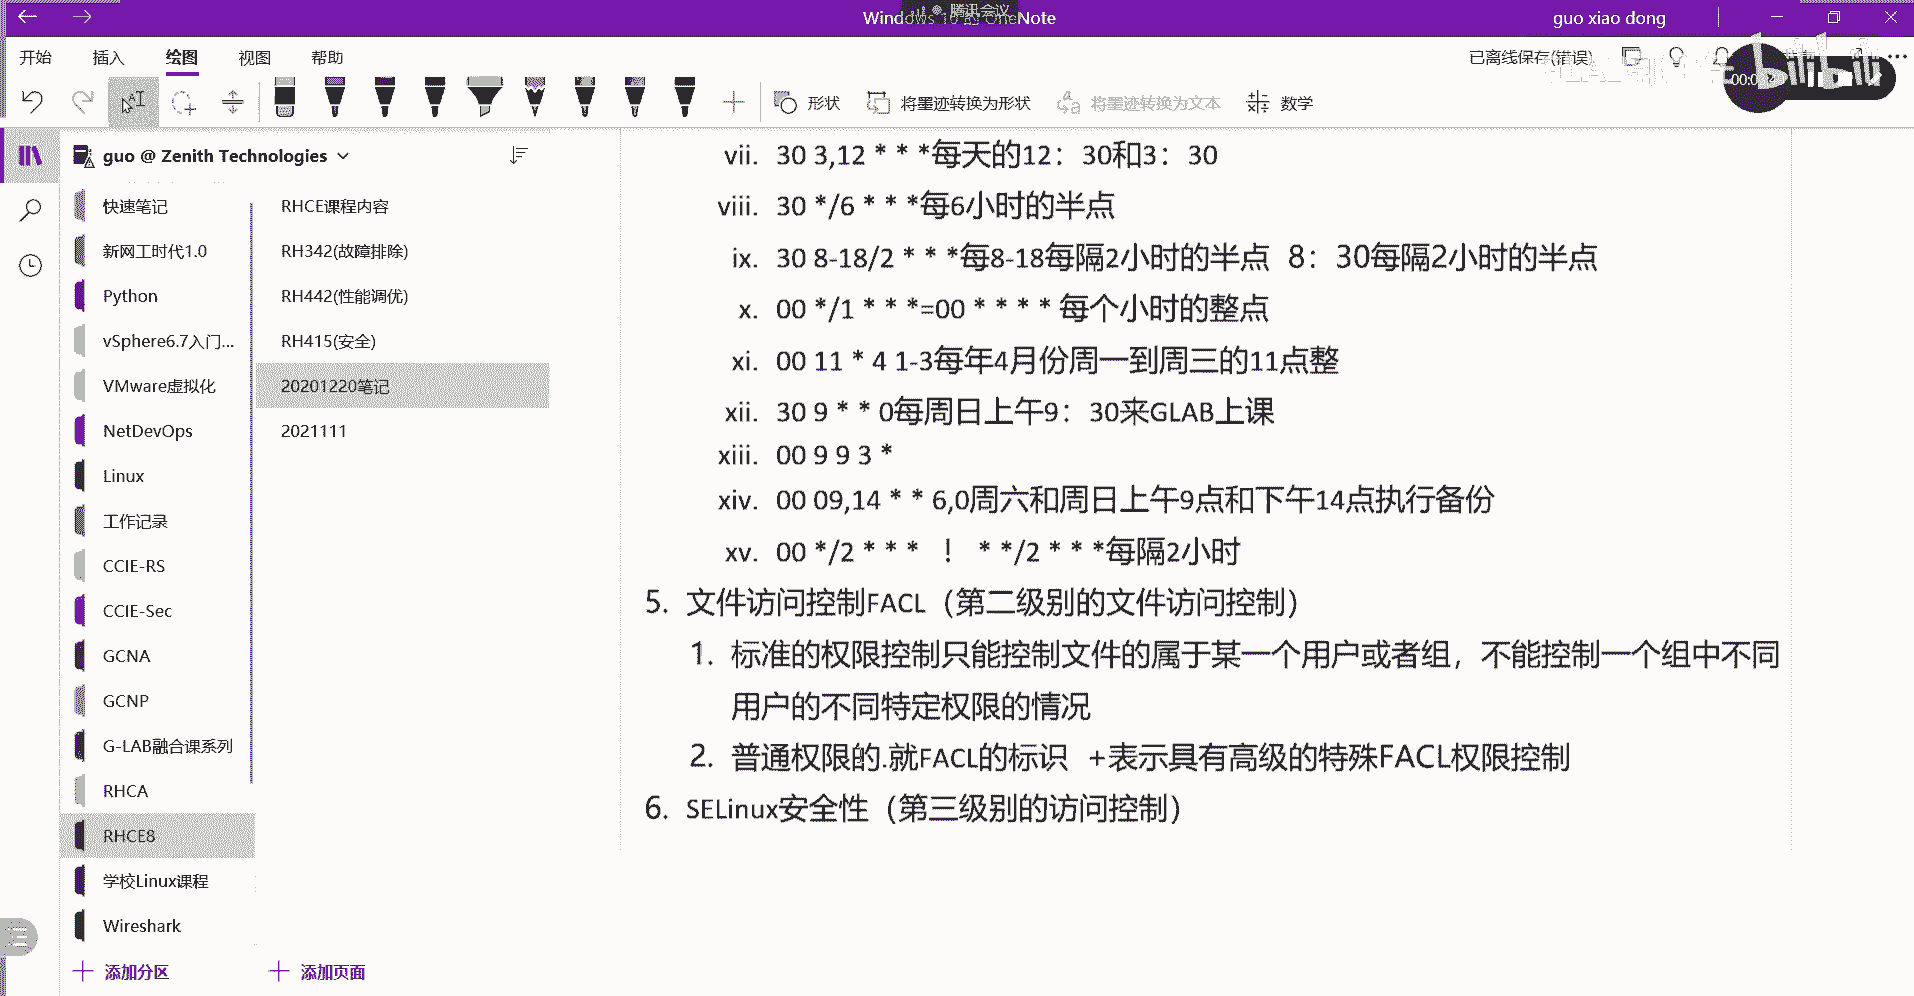 腾讯会议
Windows 10 的 OneNote
guo xiao dong
开始 插入 绘图 视图 帮助
已离线保存(错误)
形状 将墨迹转换为形状 将墨迹转换为文本 数学
bilibili
guo @ Zenith Technologies
快速笔记
新网工时代1.0
Python
vSphere6.7入门...
VMware虚拟化
NetDevOps
Linux
工作记录
CCIE-RS
CCIE-Sec
GCNA
GCNP
G-LAB融合课系列
RHCA
RHCE8
学校Linux课程
Wireshark
添加分区
RHCE课程内容
RH342(故障排除)
RH442(性能调优)
RH415(安全)
20201220笔记
2021111
添加页面
vii. 30 3,12 * * *每天的12：30和3：30
viii. 30 */6 * * *每6小时的半点
ix. 30 8-18/2 * * *每8-18每隔2小时的半点 8：30每隔2小时的半点
x. 00 */1 * * *=00 * * * * 每个小时的整点
xi. 00 11 * 4 1-3每年4月份周一到周三的11点整
xii. 30 9 * * 0每周日上午9：30来GLAB上课
xiii. 00 9 9 3 *
xiv. 00 09,14 * * 6,0周六和周日上午9点和下午14点执行备份
xv. 00 */2 * * * ！ * */2 * * *每隔2小时
5. 文件访问控制FACL（第二级别的文件访问控制）
1. 标准的权限控制只能控制文件的属于某一个用户或者组，不能控制一个组中不同
用户的不同特定权限的情况
2. 普通权限的.就FACL的标识 +表示具有高级的特殊FACL权限控制
6. SELinux安全性（第三级别的访问控制）